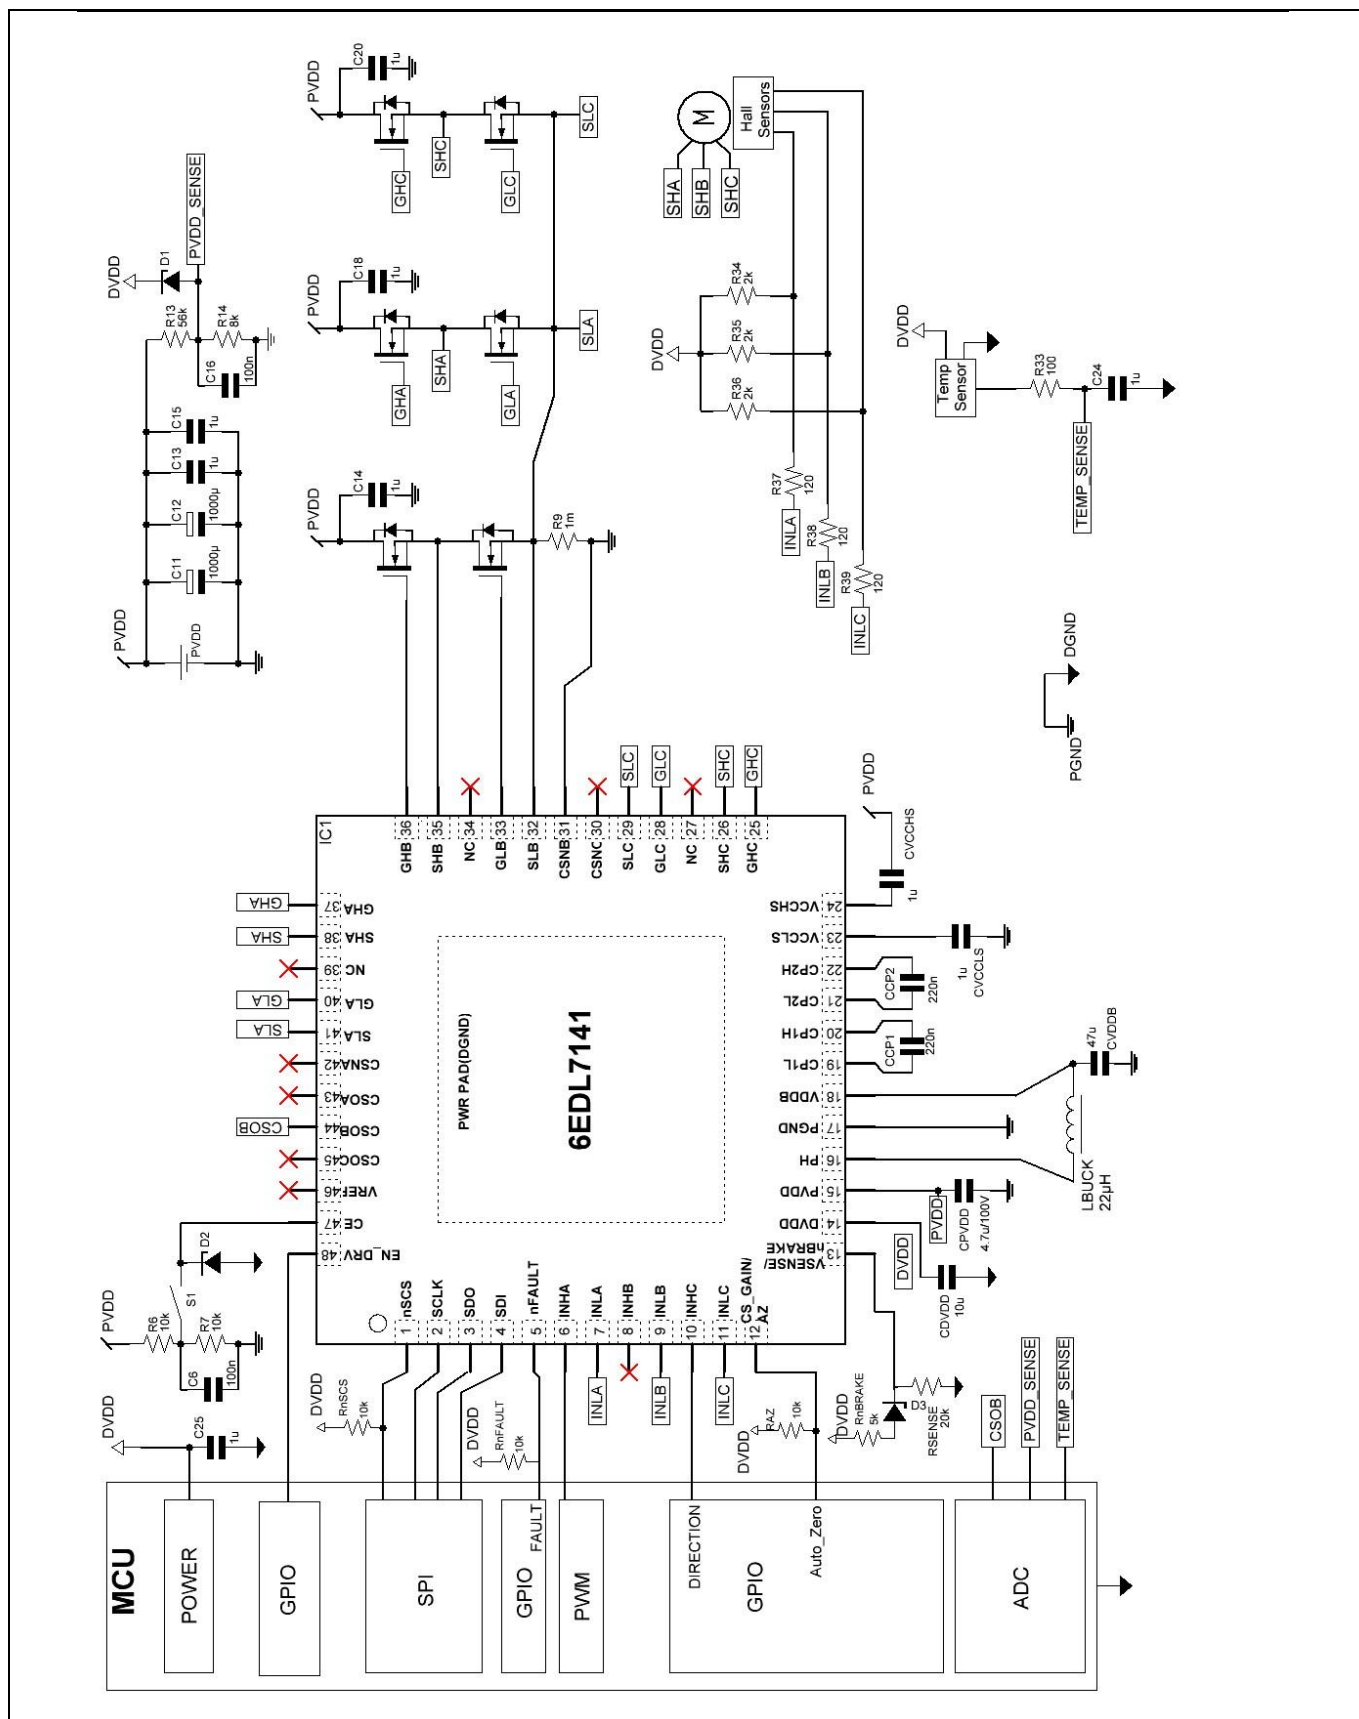 MCU
POWER
GPIO
SPI
GPIO
FAULT
PWM
DIRECTION
GPIO
Auto_Zero
ADC
DVDD
C25
1u
PVDD
R6
10k
S1
R7
10k
C6
100n
D2
DVDD
RnSCS
10k
DVDD
RnFAULT
10k
INLA
INLB
INLC
DVDD
RAZ
10k
DVDD
RnBRAKE
5k
D3
RSENSE
20k
CSOB
PVDD_SENSE
TEMP_SENSE
IC1
6EDL7141
PWR PAD(DGND)
1 nSCS
2 SCLK
3 SDO
4 SDI
5 nFAULT
6 INHA
7 INLA
8 INHB
9 INLB
10 INHC
11 INLC
12 CS_GAIN/
AZ
13 VSENSE/
nBRAKE
14 DVDD
15 PVDD
16 PH
17 PGND
18 VDDB
19 CP1L
20 CP1H
21 CP2L
22 CP2H
23 VCCLS
24 VCCHS
GHC 25
SHC 26
NC 27
GLC 28
SLC 29
CSNC 30
CSNB 31
SLB 32
GLB 33
NC 34
SHB 35
GHB 36
37 GHA
38 SHA
39 NC
40 GLA
41 SLA
CSNA 42
CSOA 43
44 CSOB
CSOC 45
VREF 46
CE 47
48 EN_DRV
GHA
SHA
GLA
SLA
CSOB
SLC
GLC
SHC
GHC
DVDD
CDVDD
10u
PVDD
CPVDD
4.7u/100V
LBUCK
22µH
47u
CVDDB
CCP1
220n
CCP2
220n
1u
CVCCLS
PVDD
CVCCHS
1u
PVDD
PVDD
C11
1000µ
C12
1000µ
C13
1u
C15
1u
C16
100n
R13
56k
R14
8k
DVDD
D1
PVDD_SENSE
PVDD
C14
1u
R9
1m
PVDD
C18
1u
GHA
SHA
GLA
SLA
PVDD
C20
1u
GHC
SHC
GLC
SLC
SHA
SHB
SHC
M
Hall
Sensors
DVDD
R36
2k
R35
2k
R34
2k
R37
120
INLA
R38
120
INLB
R39
120
INLC
DVDD
Temp
Sensor
R33
100
C24
1u
TEMP_SENSE
PGND
DGND